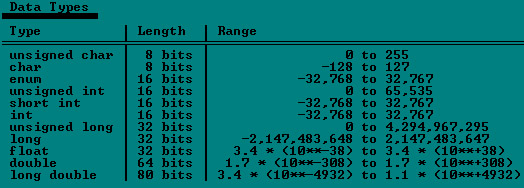 Data Types
Type | Length | Range
unsigned char | 8 bits | 0 to 255
char | 8 bits | -128 to 127
enum | 16 bits | -32,768 to 32,767
unsigned int | 16 bits | 0 to 65,535
short int | 16 bits | -32,768 to 32,767
int | 16 bits | -32,768 to 32,767
unsigned long | 32 bits | 0 to 4,294,967,295
long | 32 bits | -2,147,483,648 to 2,147,483,647
float | 32 bits | 3.4 * (10**-38) to 3.4 * (10**+38)
double | 64 bits | 1.7 * (10**-308) to 1.7 * (10**+308)
long double | 80 bits | 3.4 * (10**-4932) to 1.1 * (10**+4932)